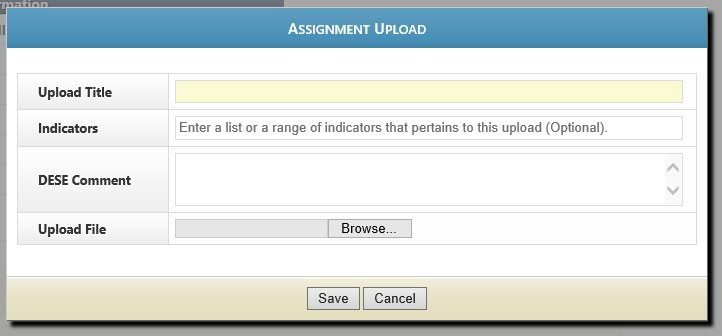 rmation
ASSIGNMENT UPLOAD
Upload Title
Indicators
Enter a list or a range of indicators that pertains to this upload (Optional).
DESE Comment
Upload File
Browse...
Save
Cancel